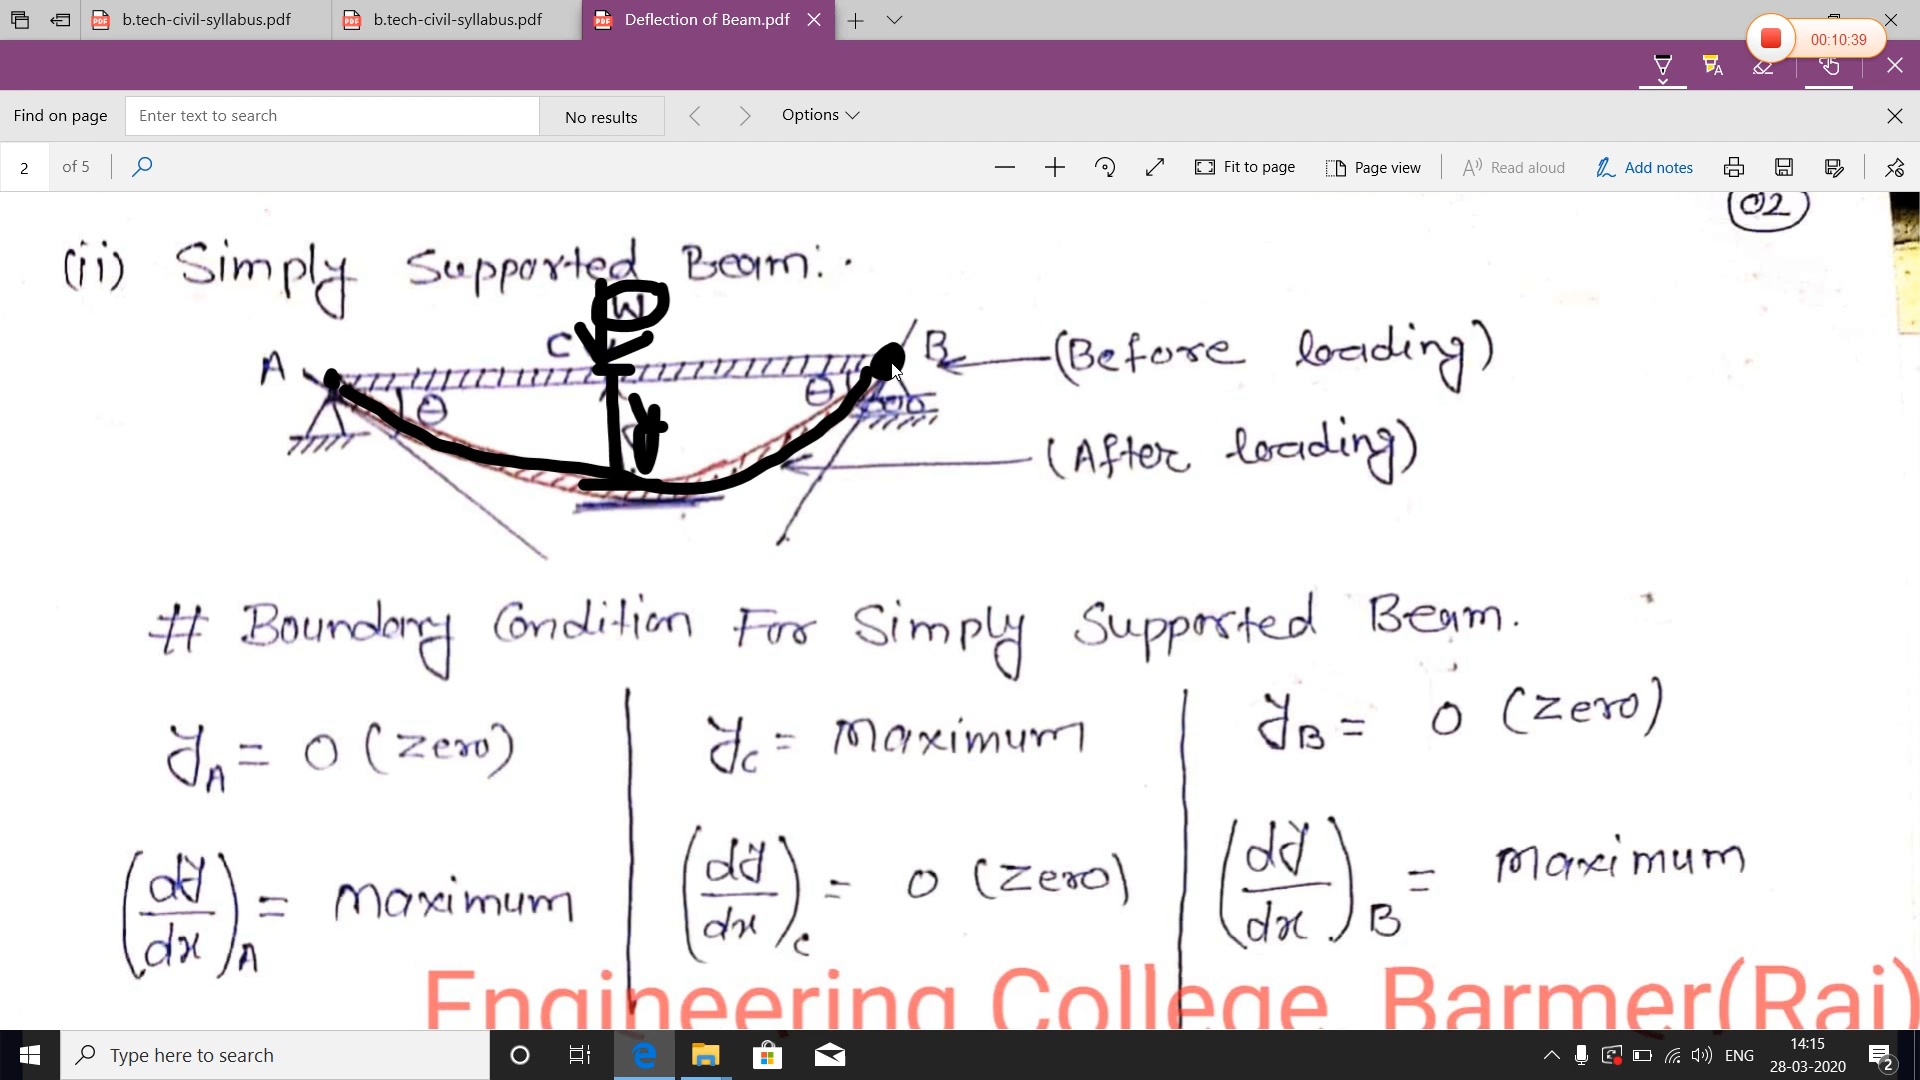 b.tech-civil-syllabus.pdf b.tech-civil-syllabus.pdf Deflection of Beam.pdf
00:10:39
Find on page Enter text to search No results Options
2 of 5 Fit to page Page view Read aloud Add notes
02
(ii) Simply Supported Beam:.
W
C
A B (Before loading)
θ θ
y (After loading)
# Boundary Condition For Simply Supported Beam.
yA = 0 (zero) yc = maximum yB = 0 (zero)
(dy/dx)A = maximum (dy/dx)c = 0 (zero) (dy/dx)B = maximum
Engineering College Barmer(Raj)
Type here to search ENG 14:15
28-03-2020 2